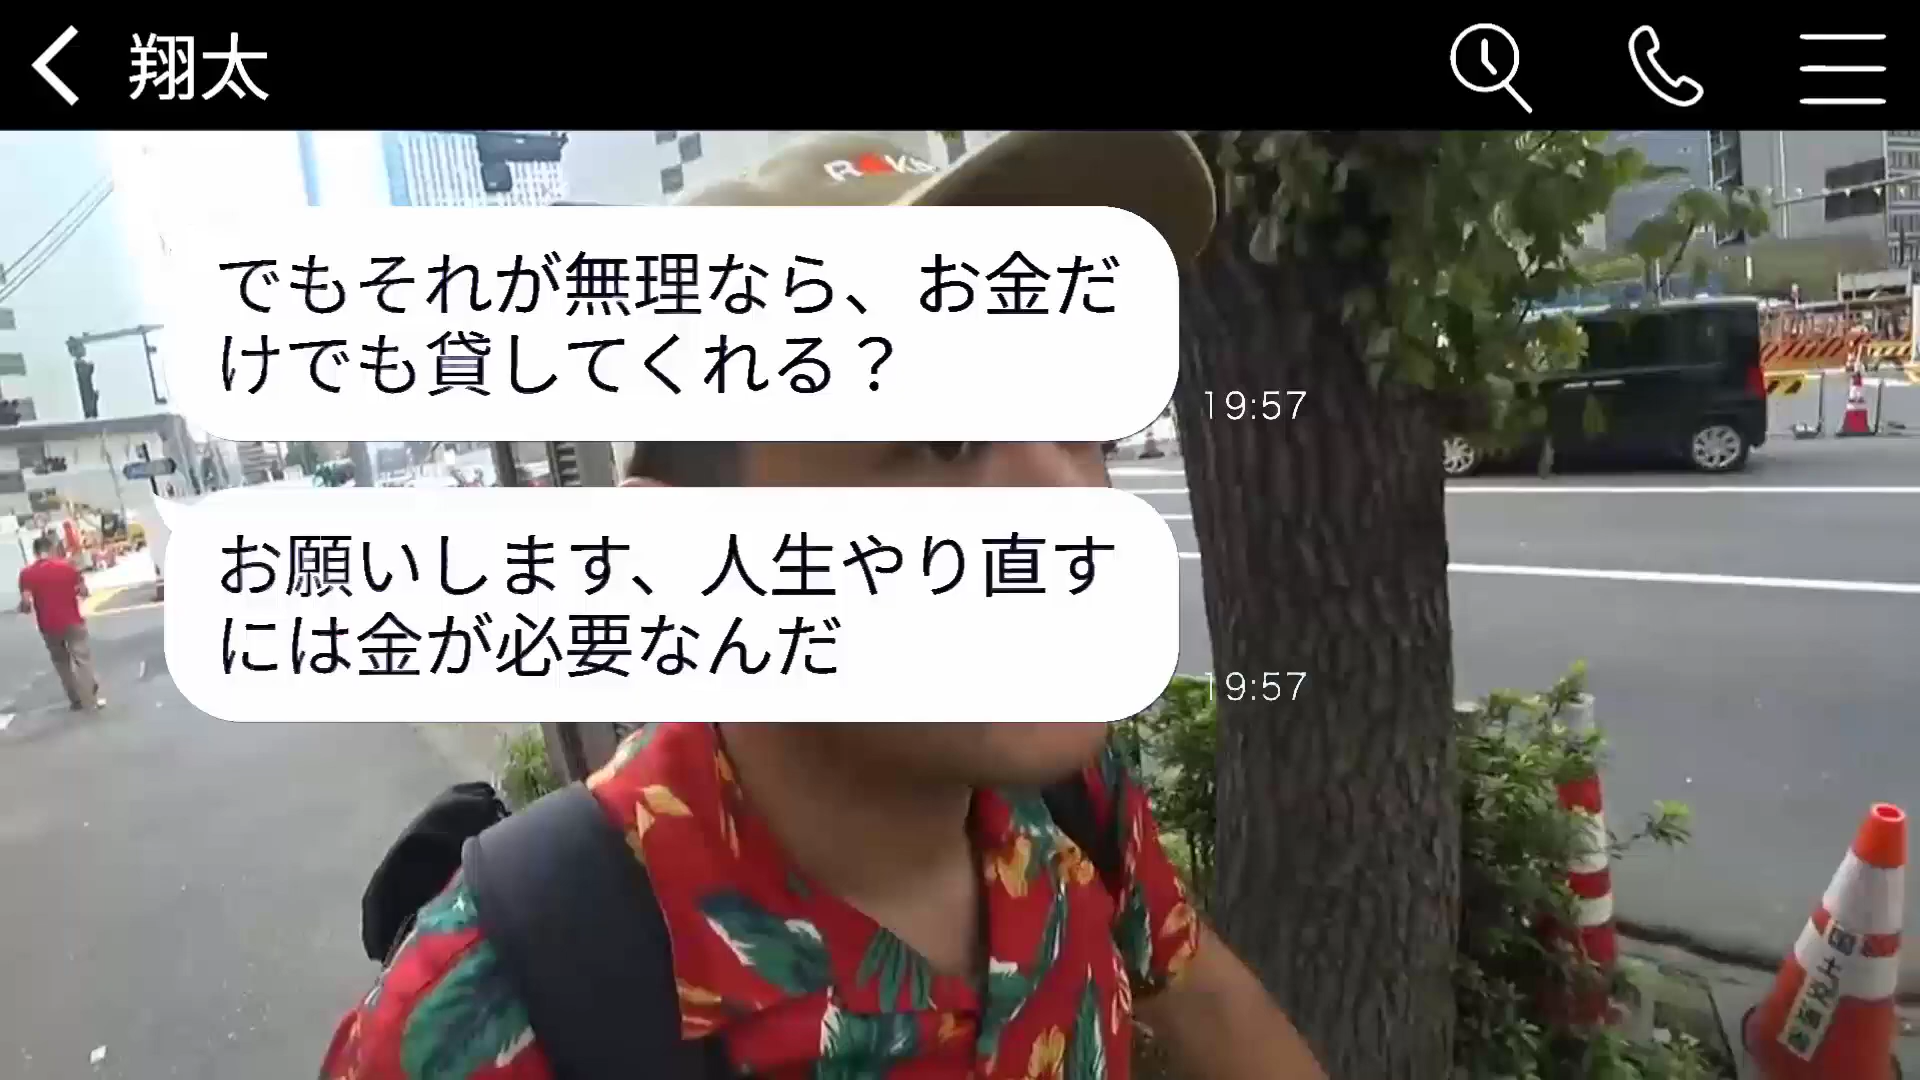 翔太
でもそれが無理なら、お金だ
けでも貸してくれる？
19:57
お願いします、人生やり直す
には金が必要なんだ
19:57